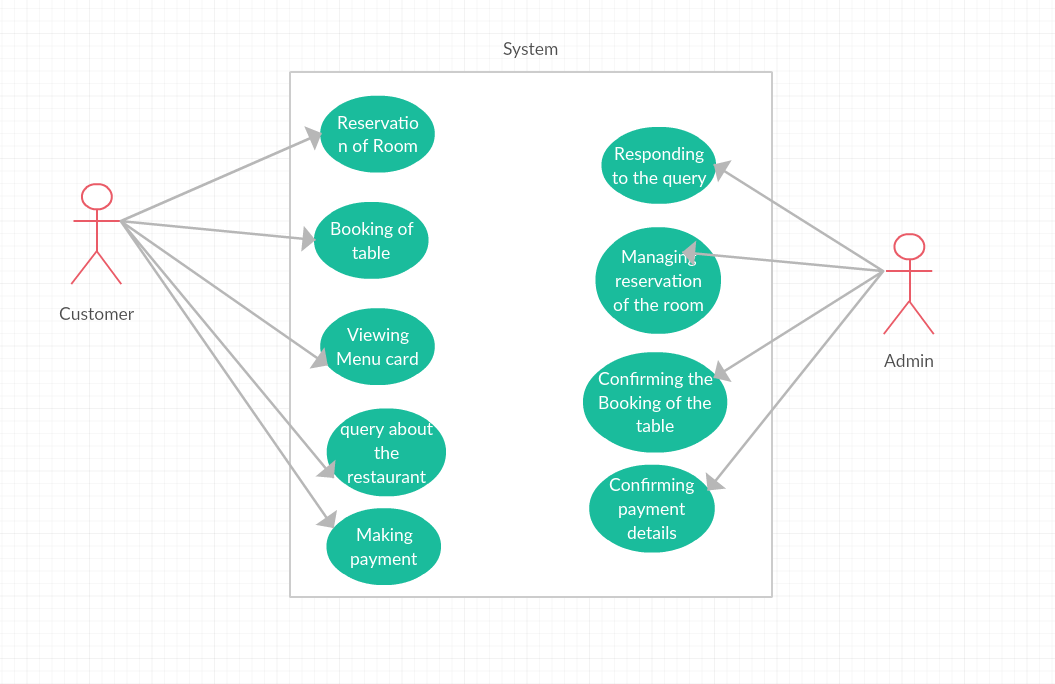 System
Reservatio
n of Room
Booking of
table
Viewing
Menu card
query about
the
restaurant
Making
payment
Responding
to the query
Managing
reservation
of the room
Confirming the
Booking of the
table
Confirming
payment
details
Customer
Admin